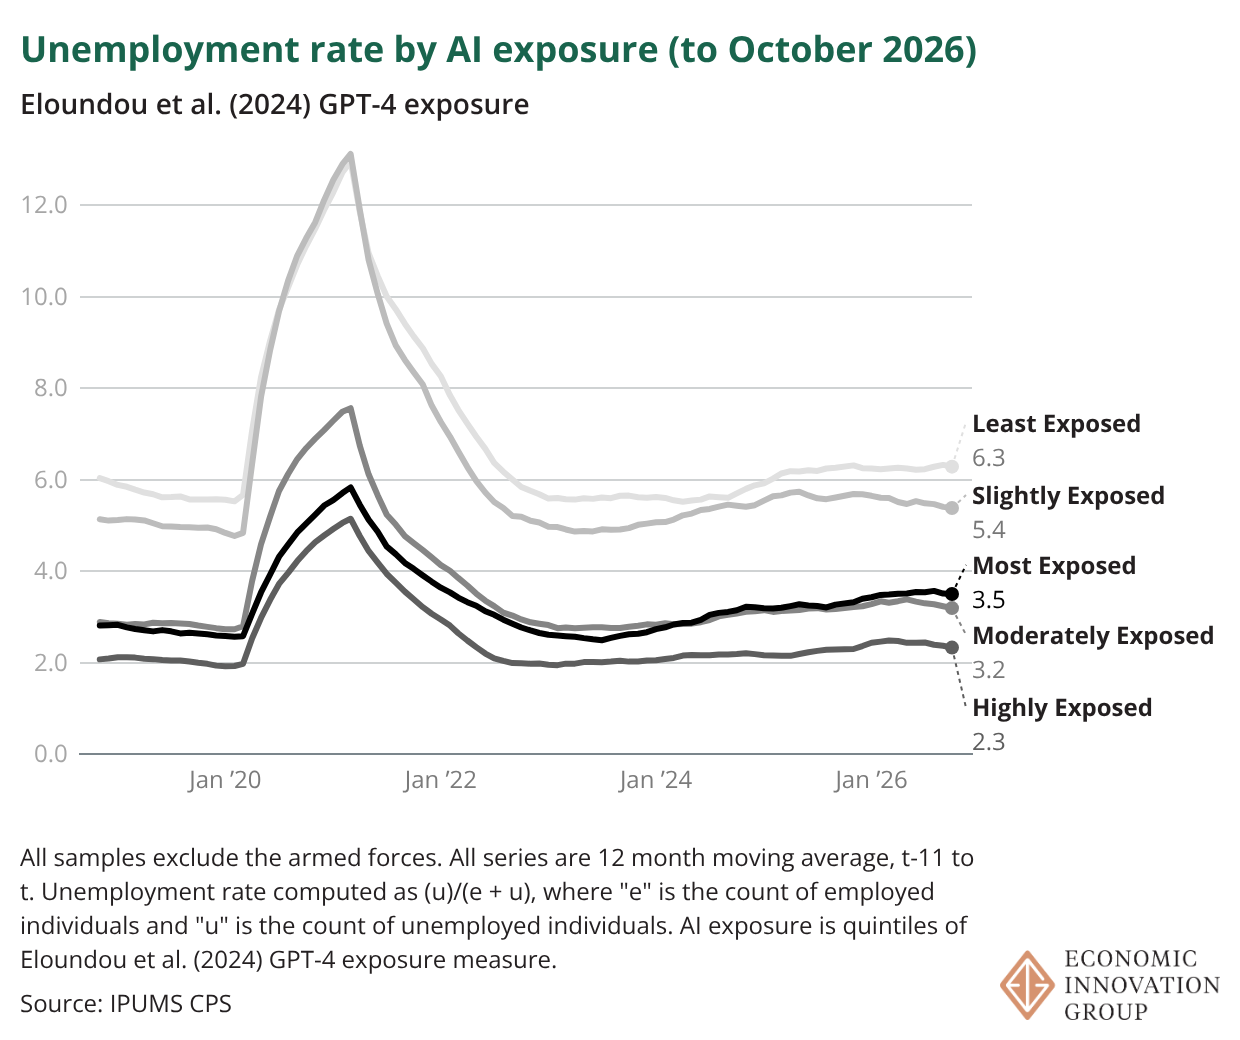 Unemployment rate by AI exposure (to October 2026)
Eloundou et al. (2024) GPT-4 exposure
12.0
10.0
8.0
6.0
4.0
2.0
0.0
Jan ’20
Jan ’22
Jan ’24
Jan ’26
Least Exposed
6.3
Slightly Exposed
5.4
Most Exposed
3.5
Moderately Exposed
3.2
Highly Exposed
2.3
All samples exclude the armed forces. All series are 12 month moving average, t-11 to
t. Unemployment rate computed as (u)/(e + u), where "e" is the count of employed
individuals and "u" is the count of unemployed individuals. AI exposure is quintiles of
Eloundou et al. (2024) GPT-4 exposure measure.
Source: IPUMS CPS
ECONOMIC
INNOVATION
GROUP